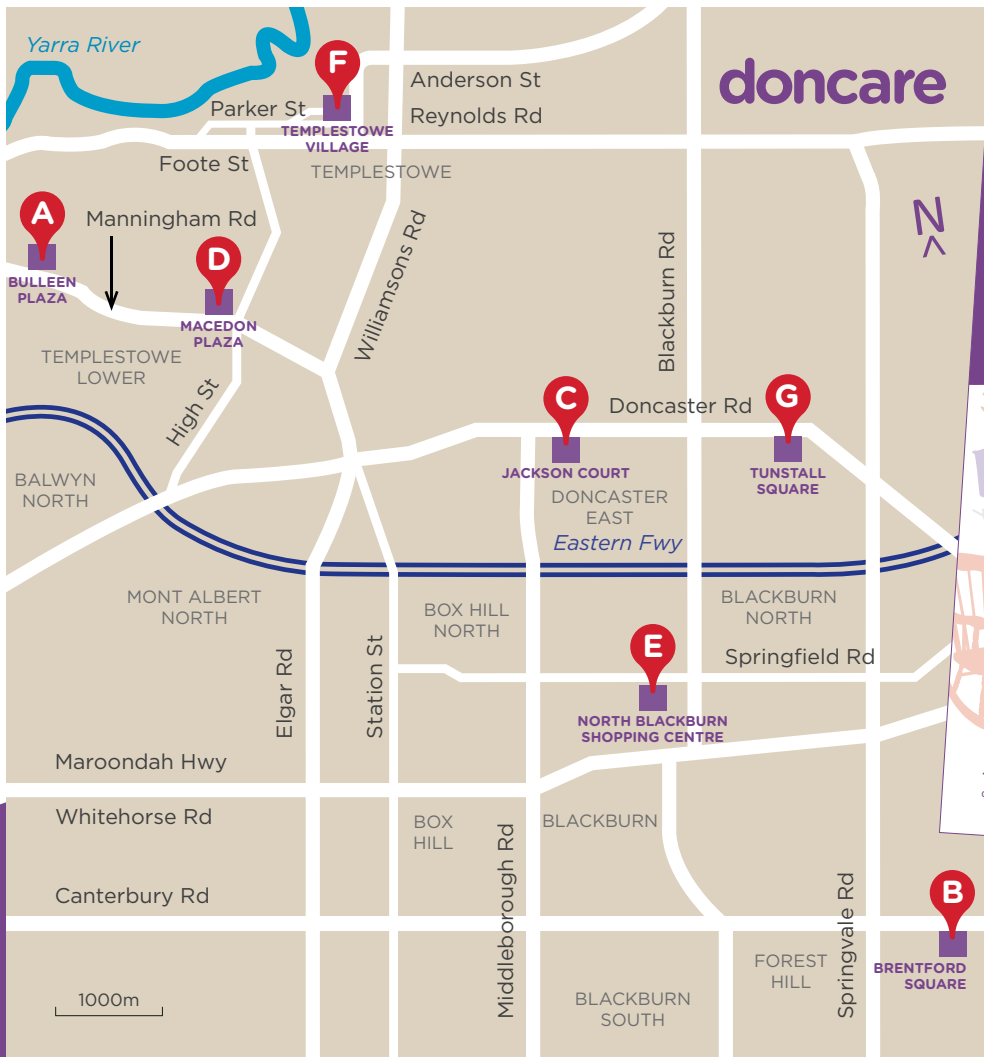 Yarra River
F
Anderson St
doncare
Parker St
Reynolds Rd
TEMPLESTOWE
VILLAGE
Foote St
TEMPLESTOWE
A
Manningham Rd
N
D
BULLEEN
PLAZA
Williamsons Rd
Blackburn Rd
MACEDON
PLAZA
TEMPLESTOWE
LOWER
High St
C
Doncaster Rd
G
JACKSON COURT
TUNSTALL
SQUARE
BALWYN
NORTH
DONCASTER
EAST
Eastern Fwy
MONT ALBERT
NORTH
BOX HILL
NORTH
BLACKBURN
NORTH
E
Springfield Rd
Elgar Rd
Station St
NORTH BLACKBURN
SHOPPING CENTRE
Maroondah Hwy
Whitehorse Rd
BOX
HILL
BLACKBURN
Middleborough Rd
Canterbury Rd
Springvale Rd
B
FOREST
HILL
BRENTFORD
SQUARE
1000m
BLACKBURN
SOUTH